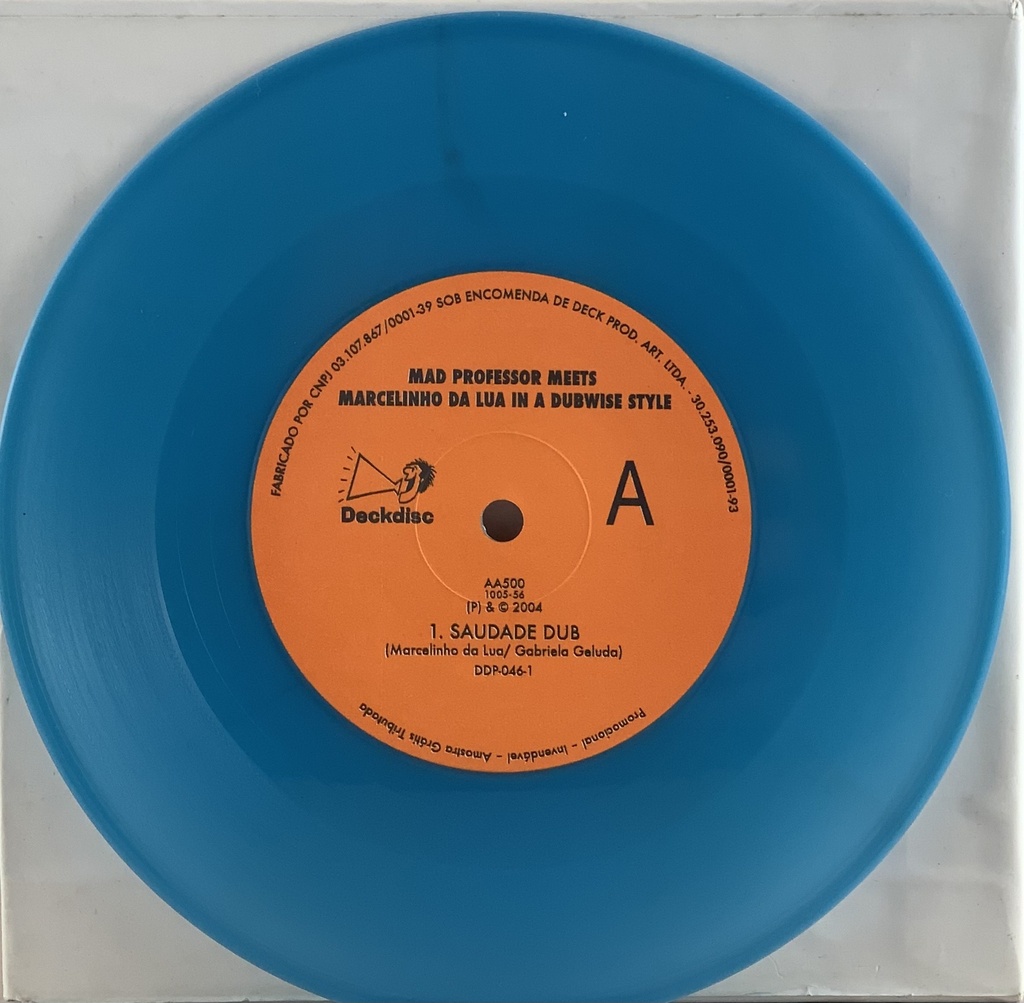 FABRICADO POR CNPJ 03.107.867/0001-39 SOB ENCOMENDA DE DECK PROD. ART. LTDA. - 30.253.090/0001-93
MAD PROFESSOR MEETS
MARCELINHO DA LUA IN A DUBWISE STYLE
Deckdisc
A
AA500
1005-56
(P) & © 2004
1. SAUDADE DUB
(Marcelinho da Lua/ Gabriela Geluda)
DDP-046-1
Promocional - Invendável - Amostra Grátis Tributada